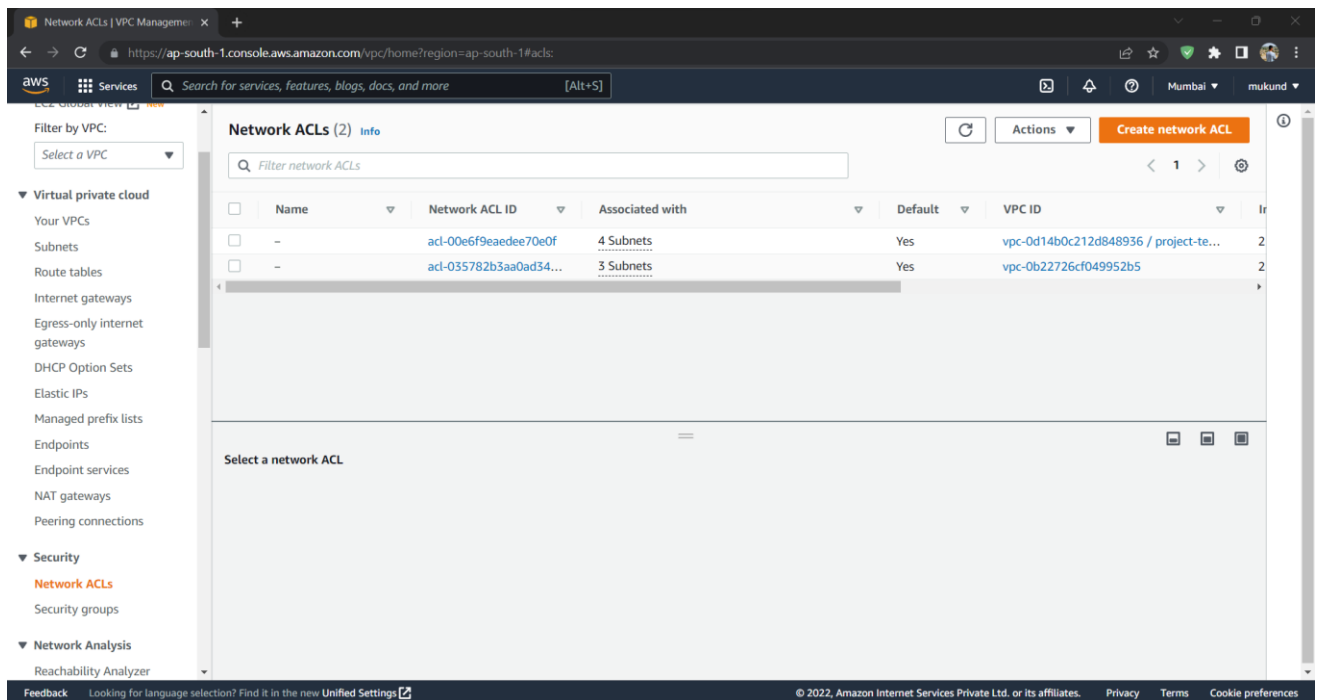 Network ACLs | VPC Managemen
https://ap-south-1.console.aws.amazon.com/vpc/home?region=ap-south-1#acls:
aws Services Search for services, features, blogs, docs, and more [Alt+S] Mumbai mukund
EC2 Global View New
Filter by VPC:
Select a VPC
Virtual private cloud
Your VPCs
Subnets
Route tables
Internet gateways
Egress-only internet
gateways
DHCP Option Sets
Elastic IPs
Managed prefix lists
Endpoints
Endpoint services
NAT gateways
Peering connections
Security
Network ACLs
Security groups
Network Analysis
Reachability Analyzer
Network ACLs (2) Info Actions Create network ACL
Filter network ACLs 1
Name Network ACL ID Associated with Default VPC ID In
– acl-00e6f9eaedee70e0f 4 Subnets Yes vpc-0d14b0c212d848936 / project-te... 2
– acl-035782b3aa0ad34... 3 Subnets Yes vpc-0b22726cf049952b5 2
Select a network ACL
Feedback Looking for language selection? Find it in the new Unified Settings © 2022, Amazon Internet Services Private Ltd. or its affiliates. Privacy Terms Cookie preferences